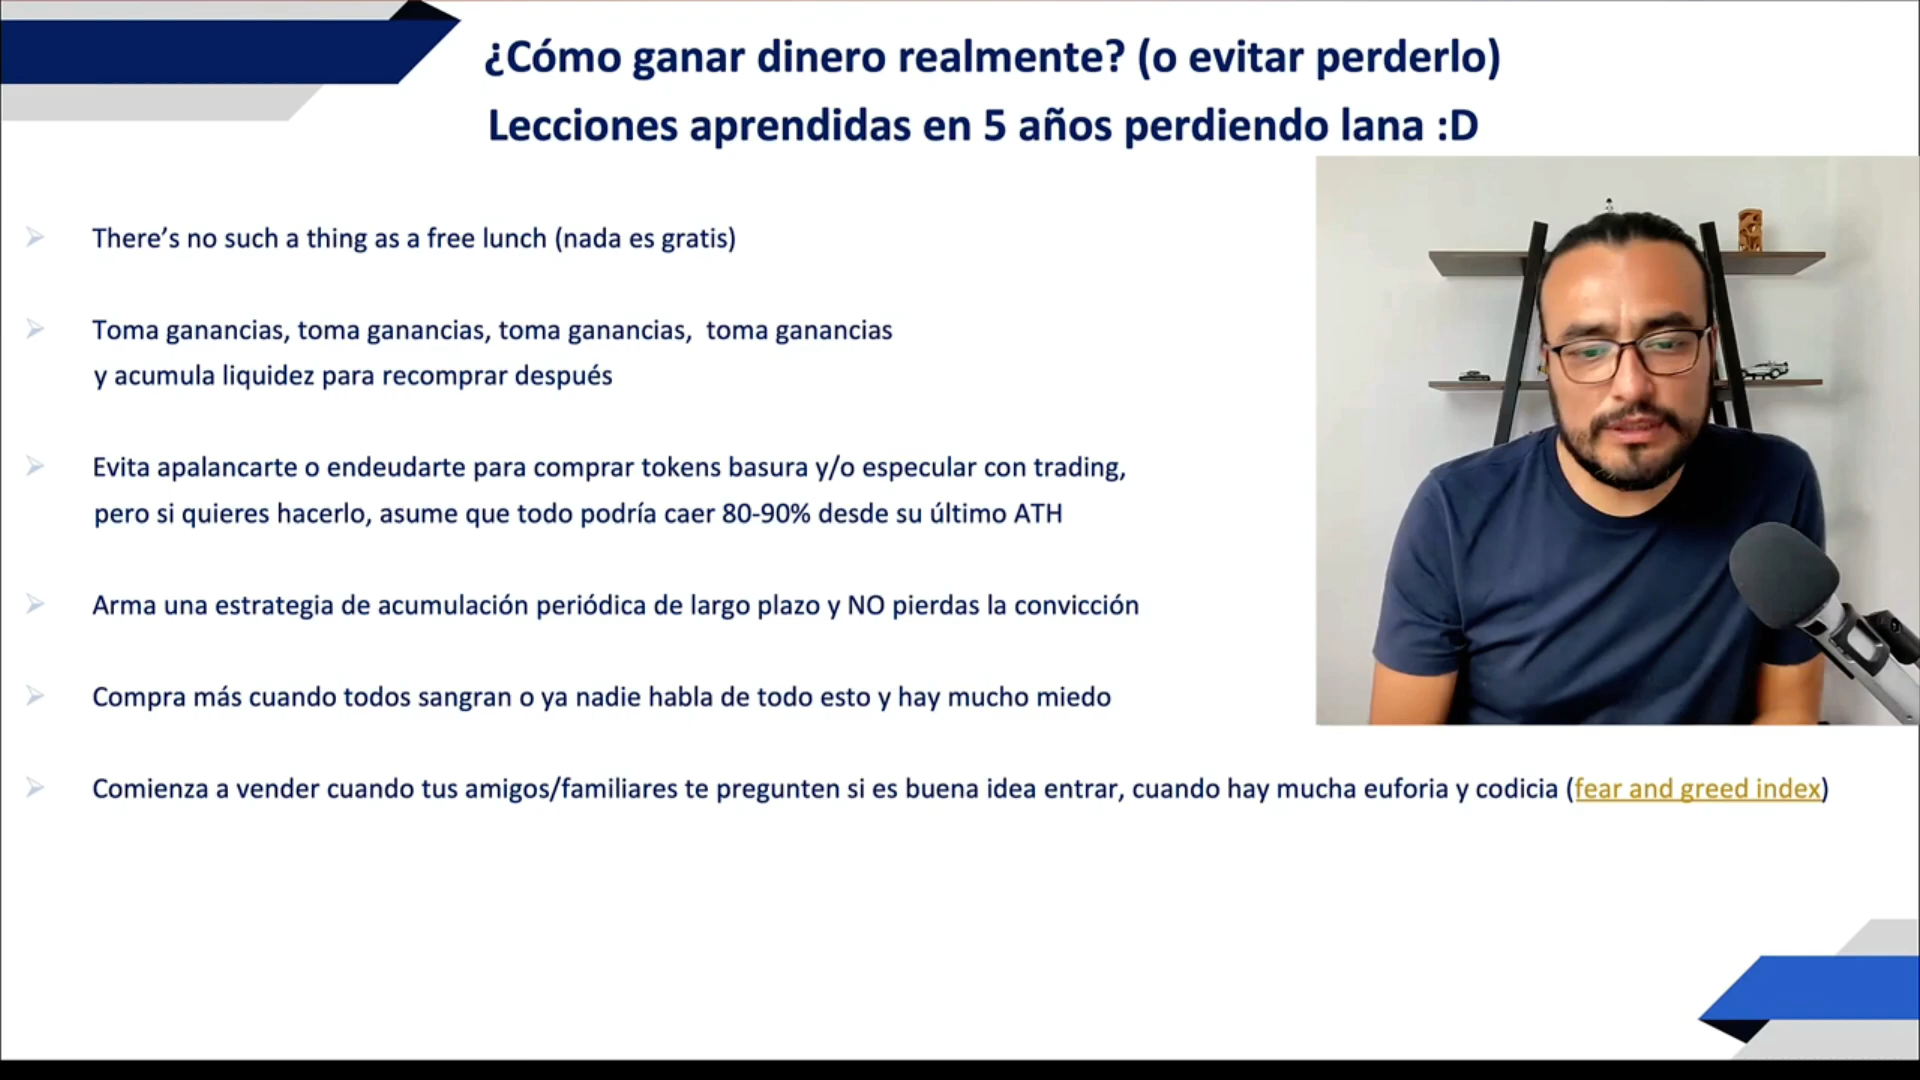 ¿Cómo ganar dinero realmente? (o evitar perderlo)
Lecciones aprendidas en 5 años perdiendo lana :D
There’s no such a thing as a free lunch (nada es gratis)
Toma ganancias, toma ganancias, toma ganancias,  toma ganancias
y acumula liquidez para recomprar después
Evita apalancarte o endeudarte para comprar tokens basura y/o especular con trading,
pero si quieres hacerlo, asume que todo podría caer 80-90% desde su último ATH
Arma una estrategia de acumulación periódica de largo plazo y NO pierdas la convicción
Compra más cuando todos sangran o ya nadie habla de todo esto y hay mucho miedo
Comienza a vender cuando tus amigos/familiares te pregunten si es buena idea entrar, cuando hay mucha euforia y codicia (fear and greed index)